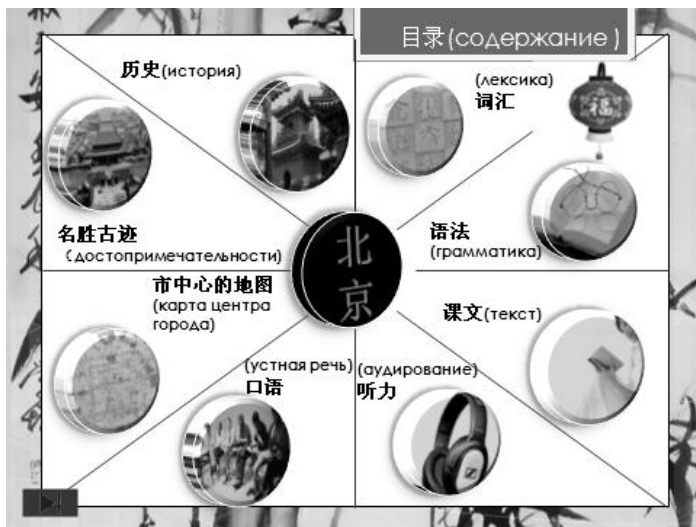 目录(содержание )
历史(история)
(лексика)
词汇
福
名胜古迹
(достопримечательности)
语法
(грамматика)
北
京
市中心的地图
(карта центра
города)
课文(текст)
(устная речь)
口语
(аудирование)
听力